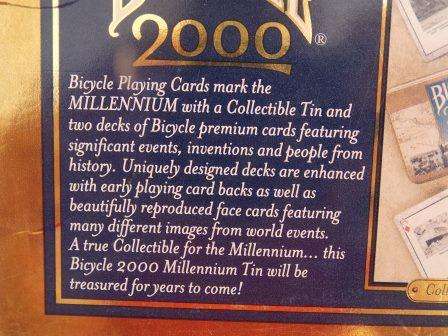 2000®
Bicycle Playing Cards mark the
MILLENNIUM with a Collectible Tin and
two decks of Bicycle premium cards featuring
significant events, inventions and people from
history. Uniquely designed decks are enhanced
with early playing card backs as well as
beautifully reproduced face cards featuring
many different images from world events.
A true Collectible for the Millennium... this
Bicycle 2000 Millennium Tin will be
treasured for years to come!